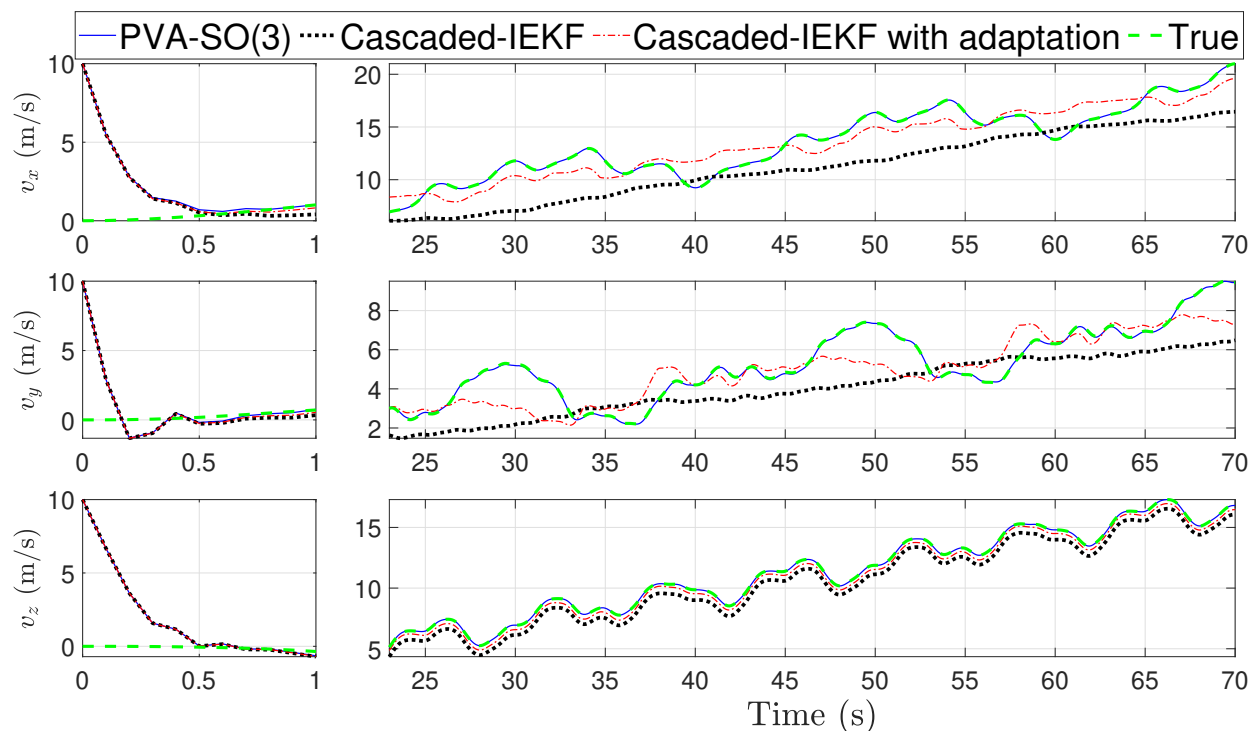 PVA-SO(3) Cascaded-IEKF Cascaded-IEKF with adaptation True
v_x (m/s)
10
5
0
0 0.5 1
20
15
10
25 30 35 40 45 50 55 60 65 70
v_y (m/s)
10
5
0
0 0.5 1
8
6
4
2
25 30 35 40 45 50 55 60 65 70
v_z (m/s)
10
5
0
0 0.5 1
15
10
5
25 30 35 40 45 50 55 60 65 70
Time (s)